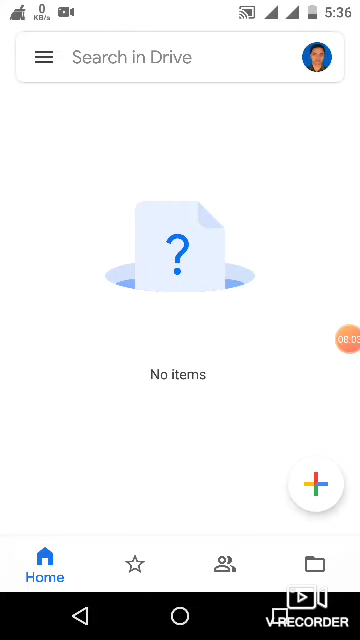 0
KB/s
5:36
Search in Drive
?
No items
08:03
Home
V-RECORDER